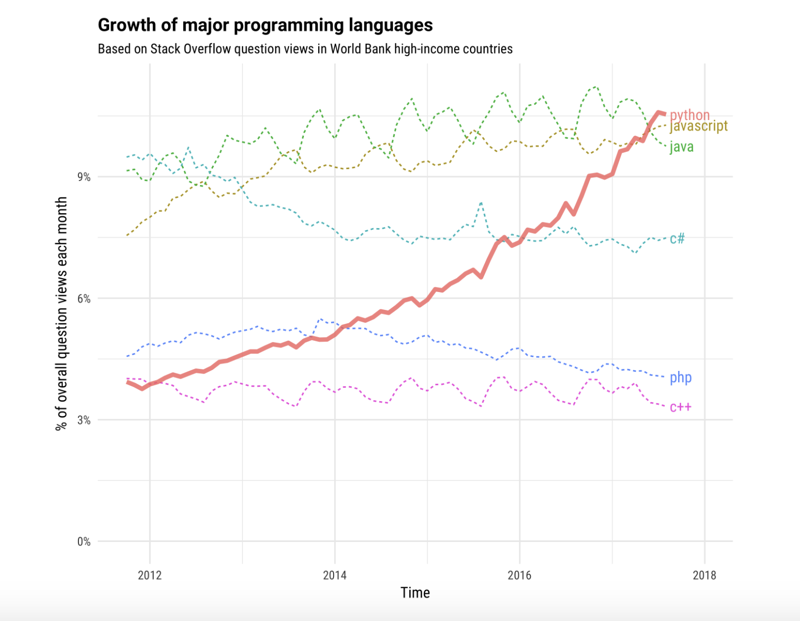 Growth of major programming languages
Based on Stack Overflow question views in World Bank high-income countries
% of overall question views each month
9%
6%
3%
0%
python
javascript
java
c#
php
c++
2012
2014
2016
2018
Time